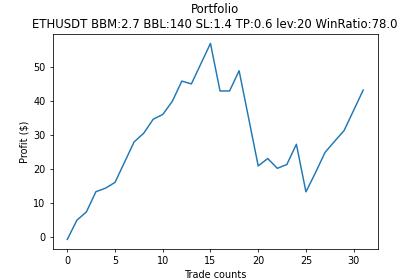 Portfolio
ETHUSDT BBM:2.7 BBL:140 SL:1.4 TP:0.6 lev:20 WinRatio:78.0
Profit ($)
50
40
30
20
10
0
0 5 10 15 20 25 30
Trade counts